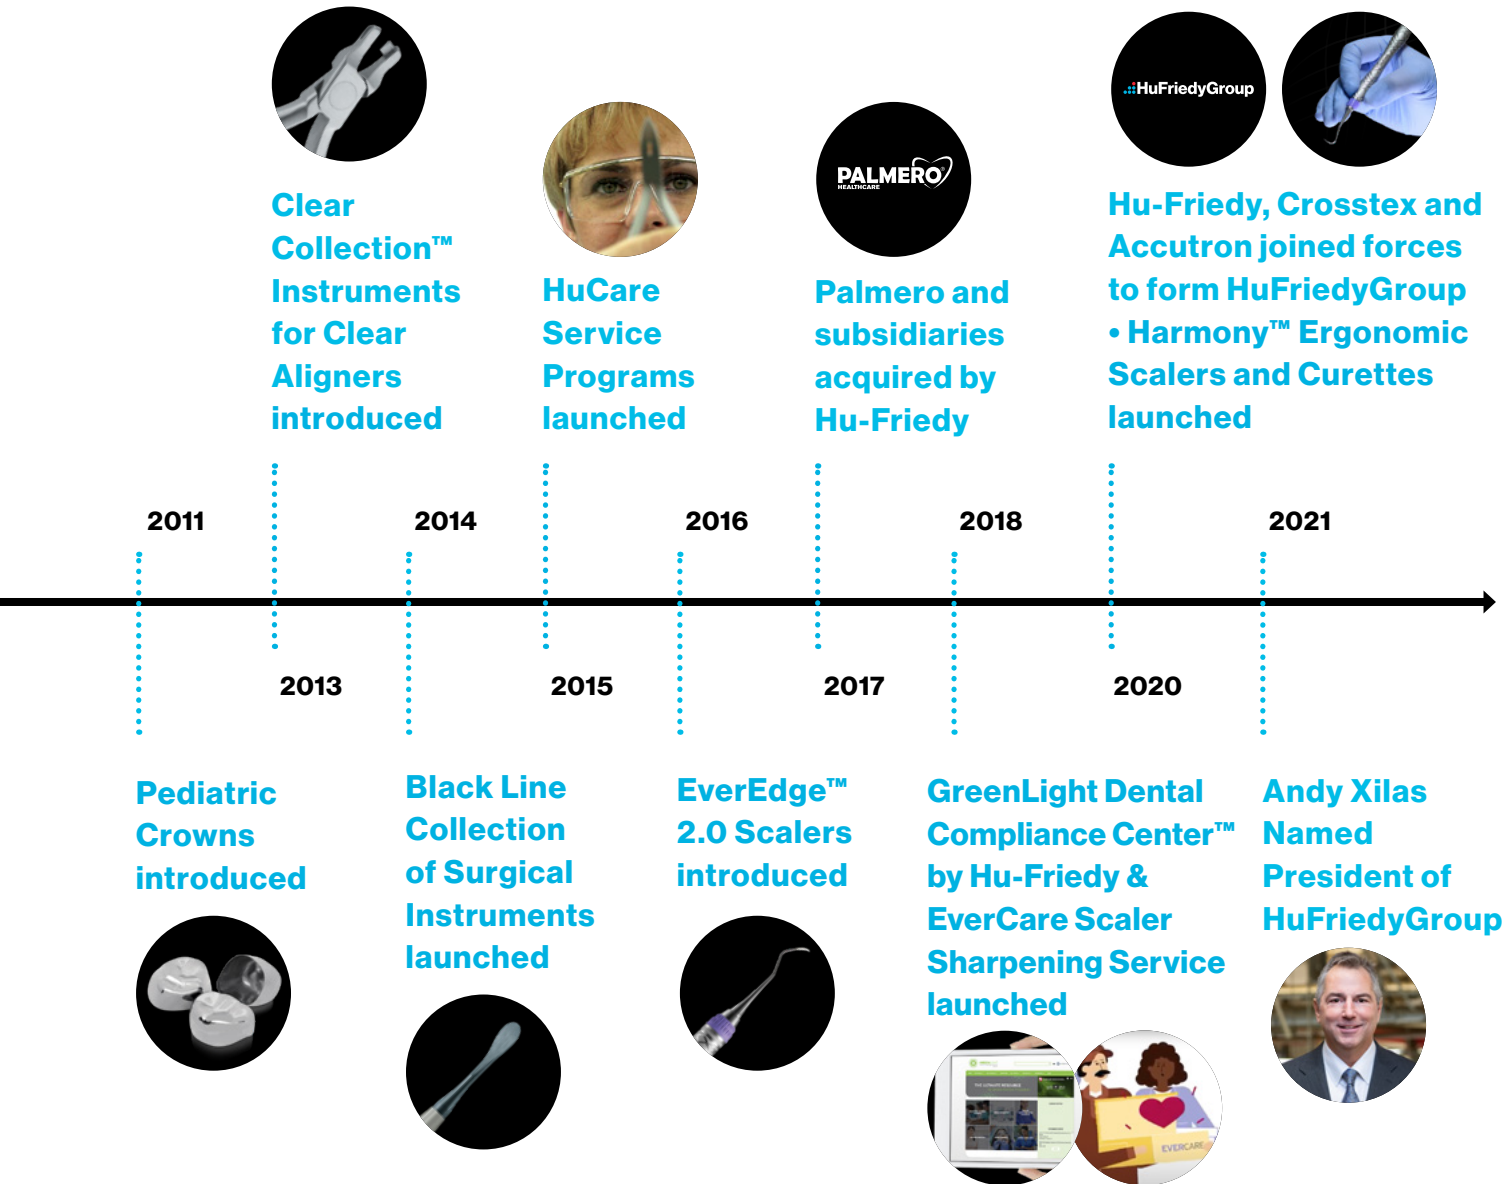 HuFriedyGroup
PALMERO
HEALTHCARE
Clear
Collection™
Instruments
for Clear
Aligners
introduced
HuCare
Service
Programs
launched
Palmero and
subsidiaries
acquired by
Hu-Friedy
Hu-Friedy, Crosstex and
Accutron joined forces
to form HuFriedyGroup
• Harmony™ Ergonomic
Scalers and Curettes
launched
2011
2014
2016
2018
2021
2013
2015
2017
2020
Pediatric
Crowns
introduced
Black Line
Collection
of Surgical
Instruments
launched
EverEdge™
2.0 Scalers
introduced
GreenLight Dental
Compliance Center™
by Hu-Friedy &
EverCare Scaler
Sharpening Service
launched
Andy Xilas
Named
President of
HuFriedyGroup
THE ULTIMATE RESOURCE
EVERCARE